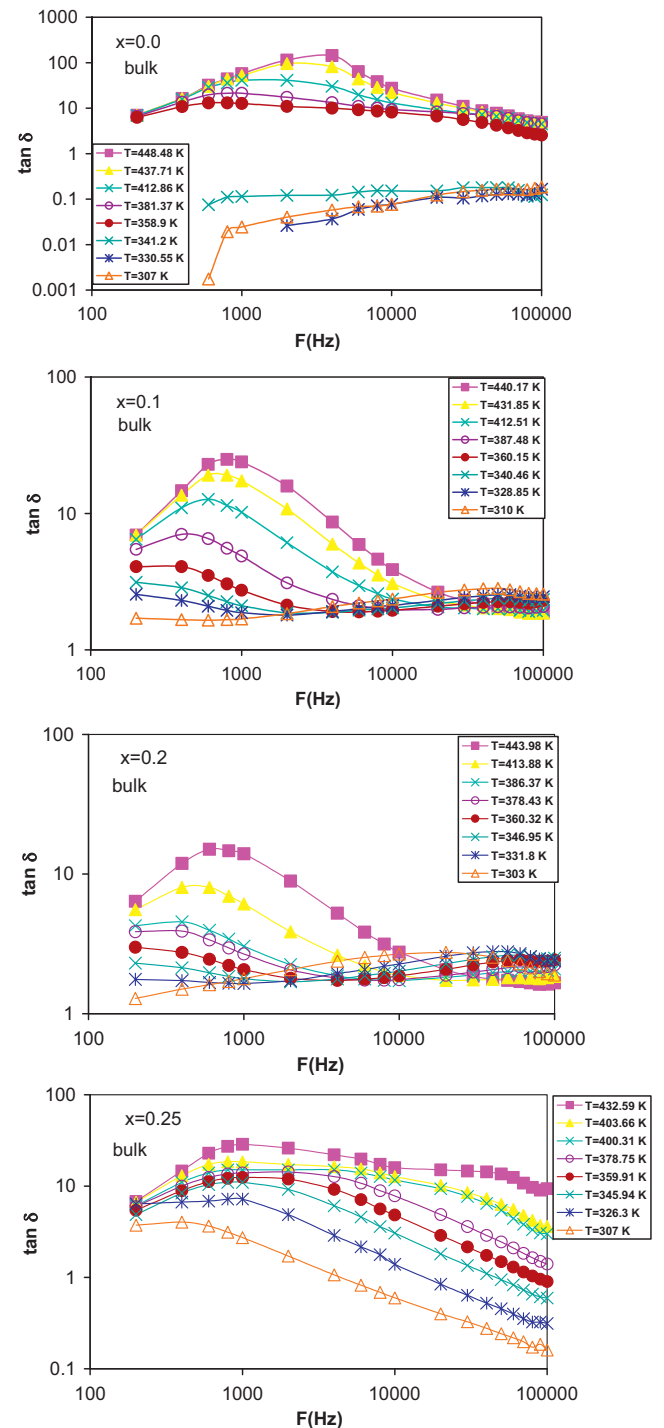 x=0.0
bulk
tan δ
1000
100
10
1
0.1
0.01
0.001
T=448.48 K
T=437.71 K
T=412.86 K
T=381.37 K
T=358.9 K
T=341.2 K
T=330.55 K
T=307 K
100 1000 10000 100000
F(Hz)
x=0.1
bulk
tan δ
100
10
1
T=440.17 K
T=431.85 K
T=412.51 K
T=387.48 K
T=360.15 K
T=340.46 K
T=328.85 K
T=310 K
100 1000 10000 100000
F(Hz)
x=0.2
bulk
tan δ
100
10
1
T=443.98 K
T=413.88 K
T=386.37 K
T=378.43 K
T=360.32 K
T=346.95 K
T=331.8 K
T=303 K
100 1000 10000 100000
F(Hz)
x=0.25
bulk
tan δ
100
10
1
0.1
T=432.59 K
T=403.66 K
T=400.31 K
T=378.75 K
T=359.91 K
T=345.94 K
T=326.3 K
T=307 K
100 1000 10000 100000
F(Hz)